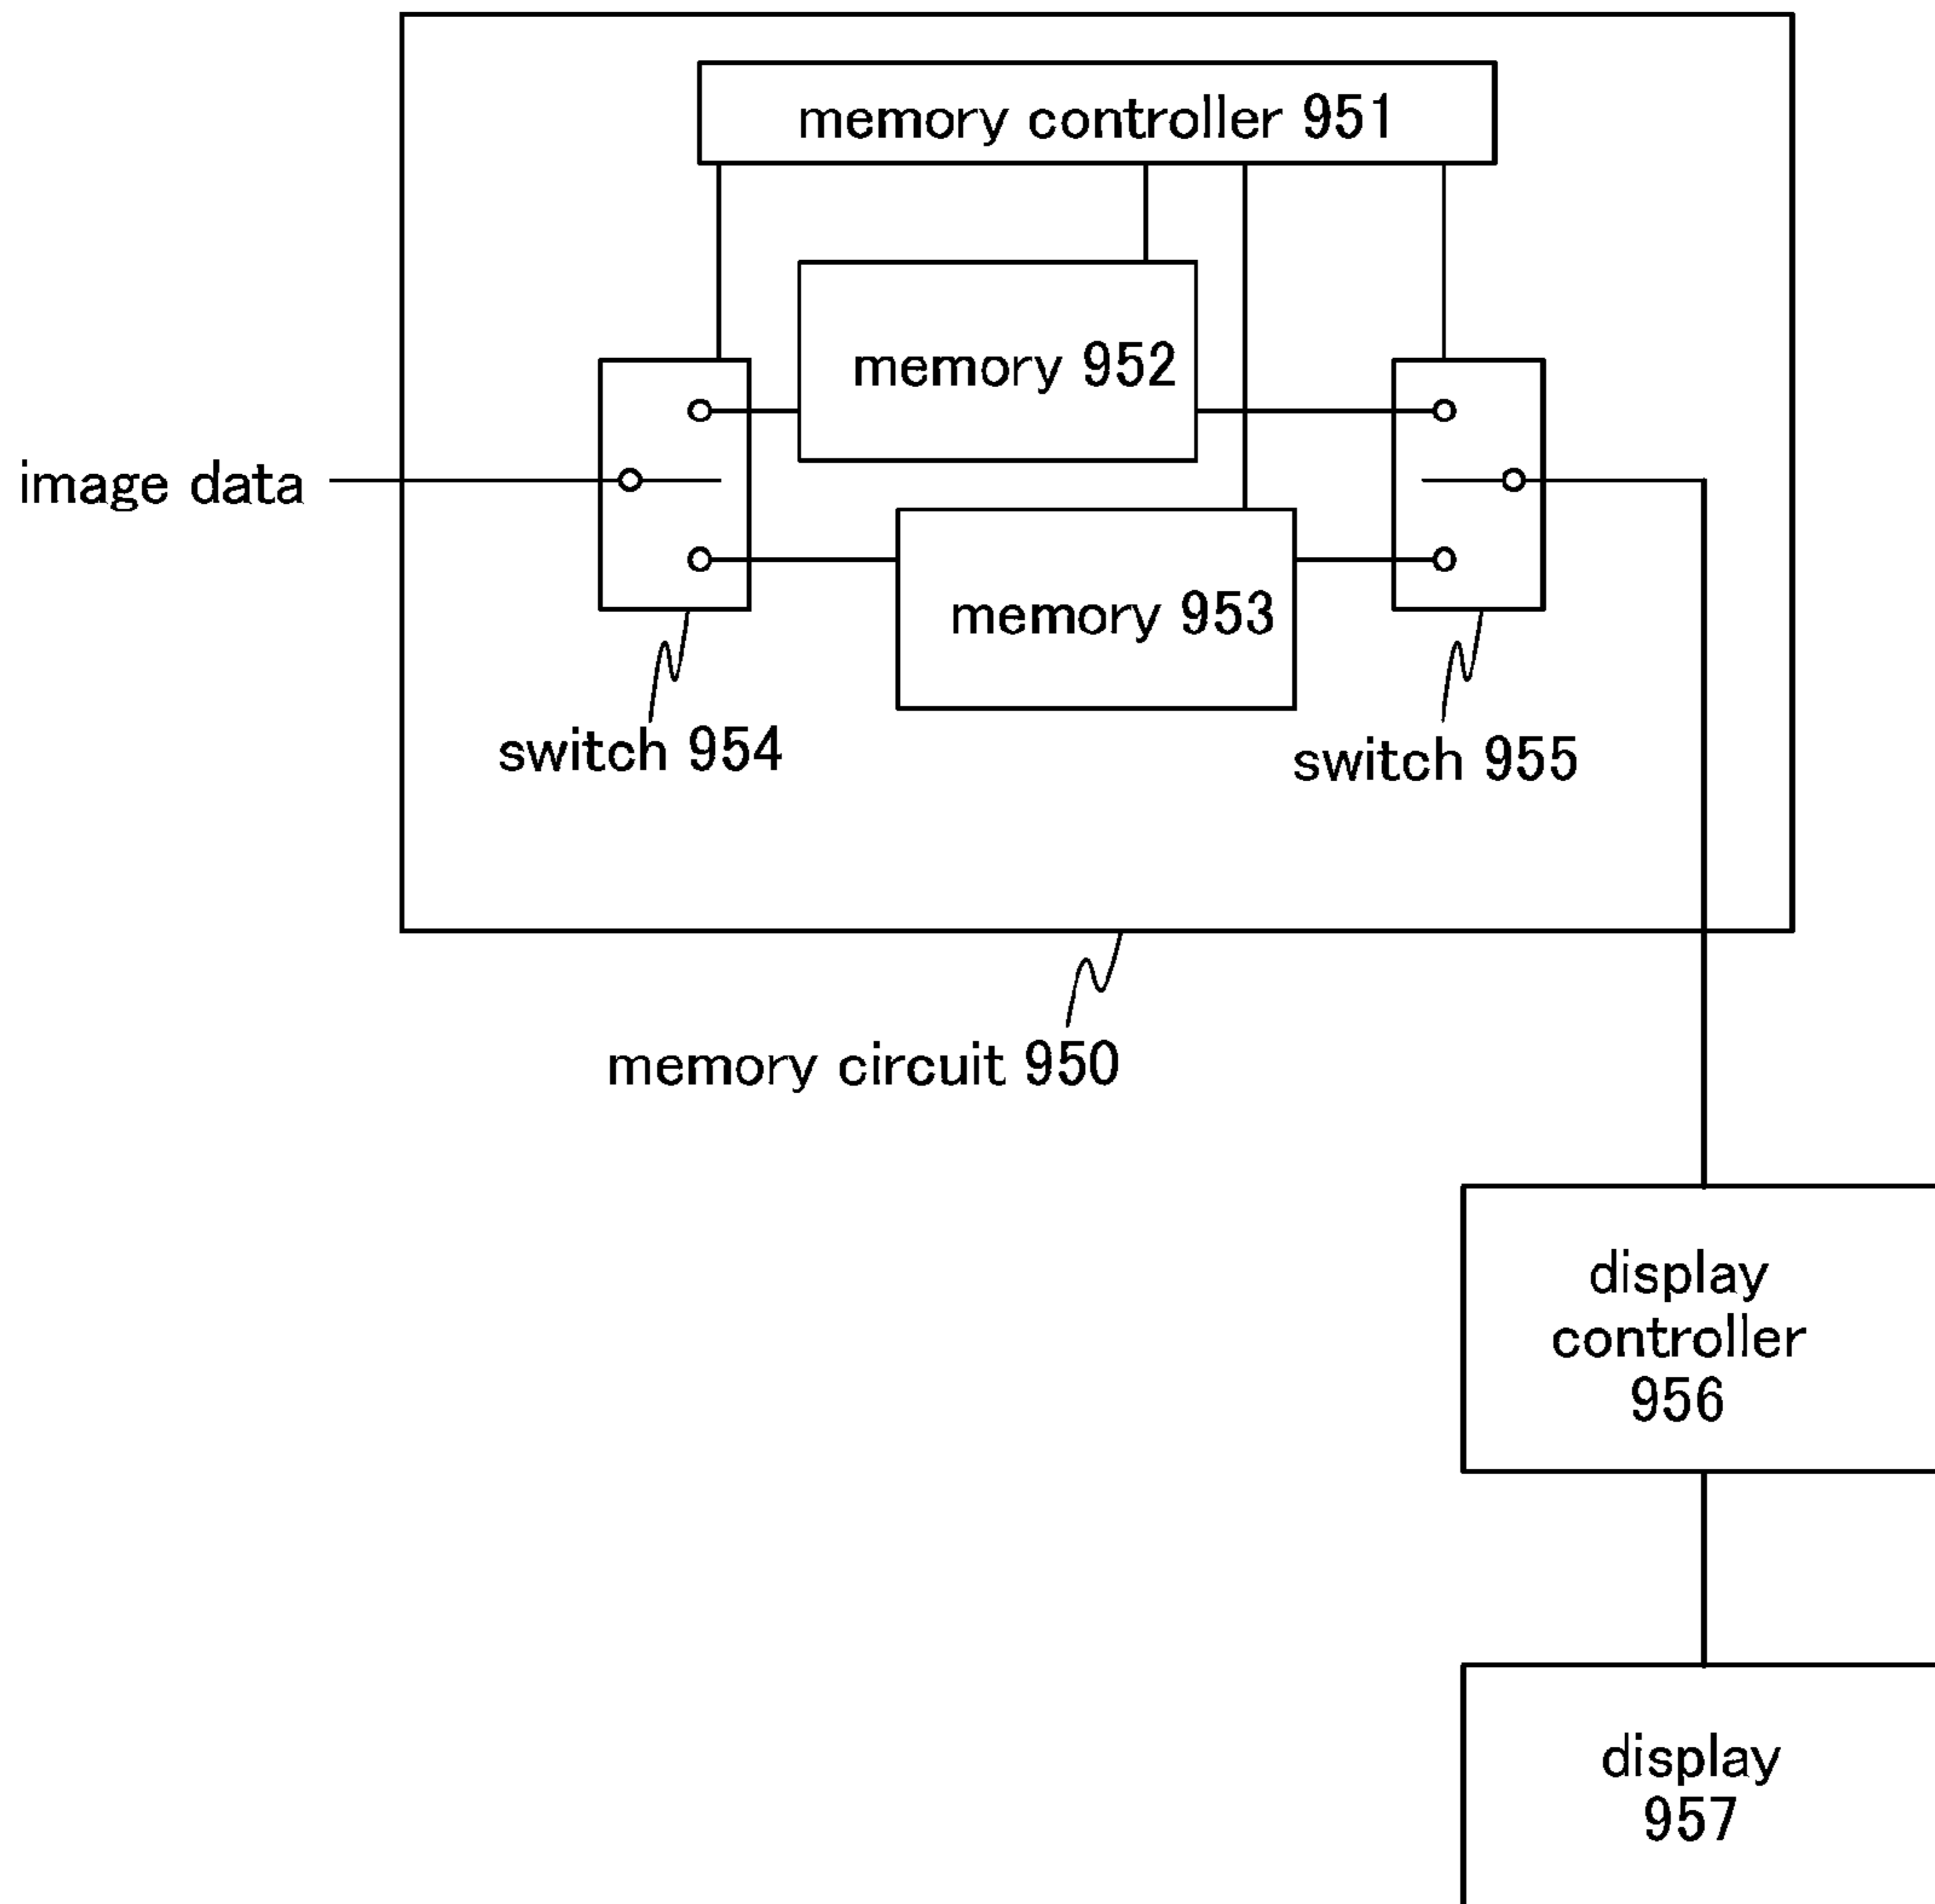 memory controller 951
memory 952
image data
memory 953
switch 954
switch 955
memory circuit 950
display
controller
956
display
957